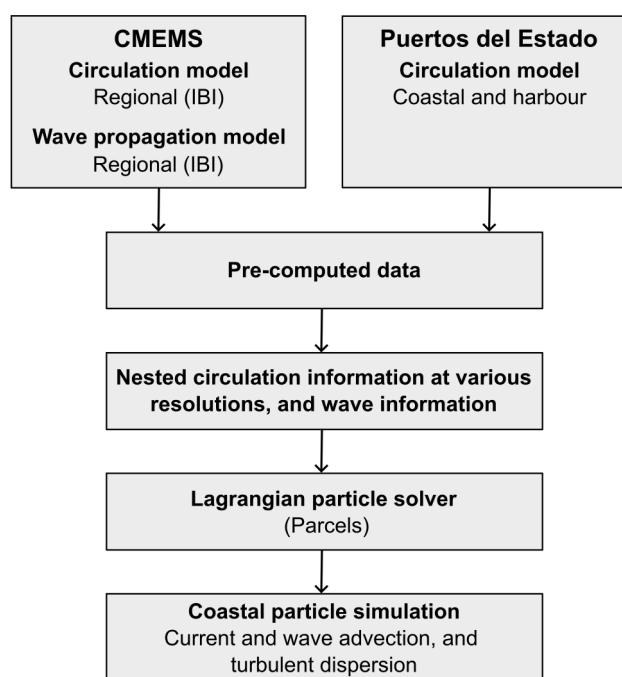 CMEMS
Circulation model
Regional (IBI)
Wave propagation model
Regional (IBI)
Puertos del Estado
Circulation model
Coastal and harbour
Pre-computed data
Nested circulation information at various
resolutions, and wave information
Lagrangian particle solver
(Parcels)
Coastal particle simulation
Current and wave advection, and
turbulent dispersion